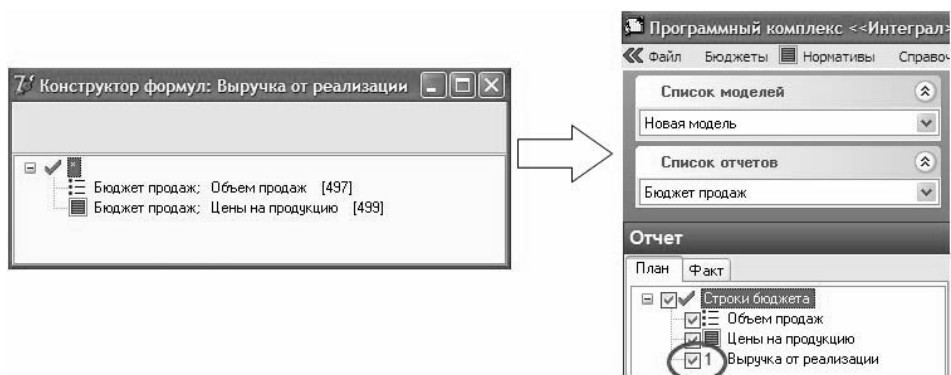 Конструктор формул: Выручка от реализации
*
Бюджет продаж; Объем продаж [497]
Бюджет продаж; Цены на продукцию [499]
Программный комплекс <<Интеграл>
Файл Бюджеты Нормативы Справоч
Список моделей
Новая модель
Список отчетов
Бюджет продаж
Отчет
План Факт
Строки бюджета
Объем продаж
Цены на продукцию
1 Выручка от реализации